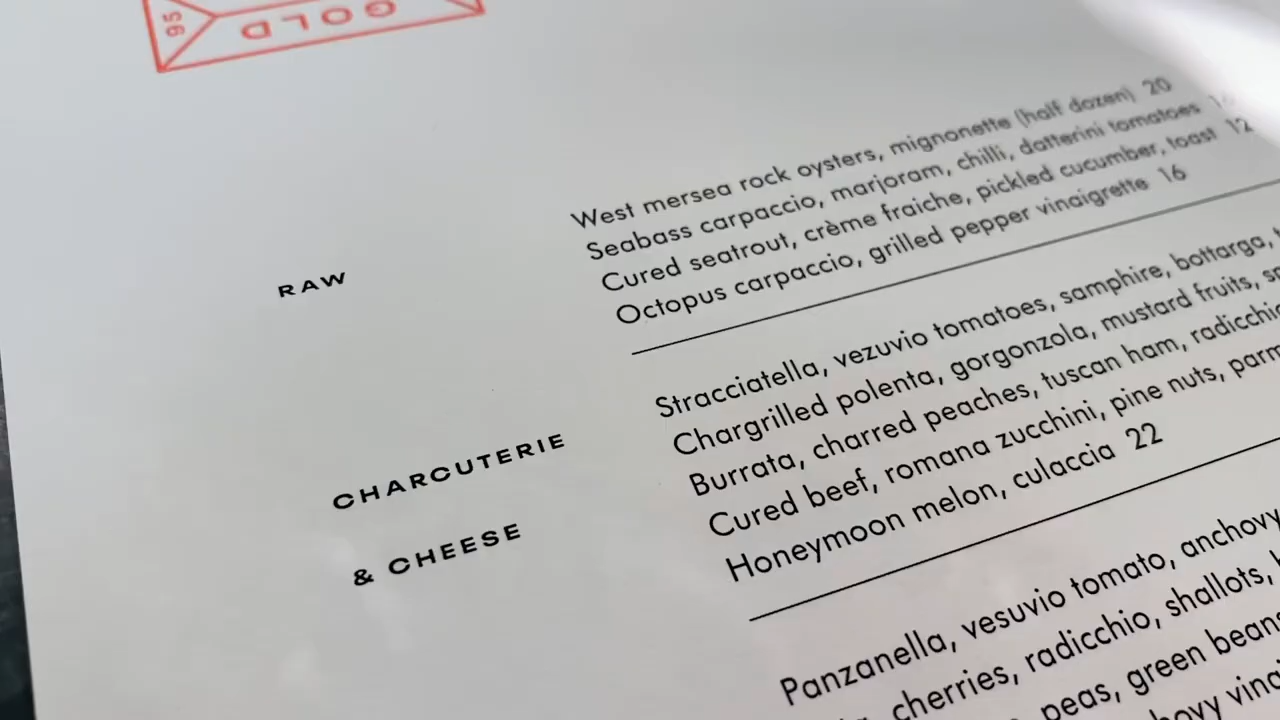 95
GOLD
RAW
West mersea rock oysters, mignonette (half dozen) 20
Seabass carpaccio, marjoram, chilli, datterini tomatoes
Cured seatrout, crème fraiche, pickled cucumber, toast 12
Octopus carpaccio, grilled pepper vinaigrette 16
CHARCUTERIE
& CHEESE
Stracciatella, vezuvio tomatoes, samphire, bottarga,
Chargrilled polenta, gorgonzola, mustard fruits,
Burrata, charred peaches, tuscan ham,
Cured beef, romana zucchini, pine nuts,
Honeymoon melon, culaccia 22
Panzanella, vesuvio tomato, anchovy
cherries, radicchio, shallots,
peas, green beans